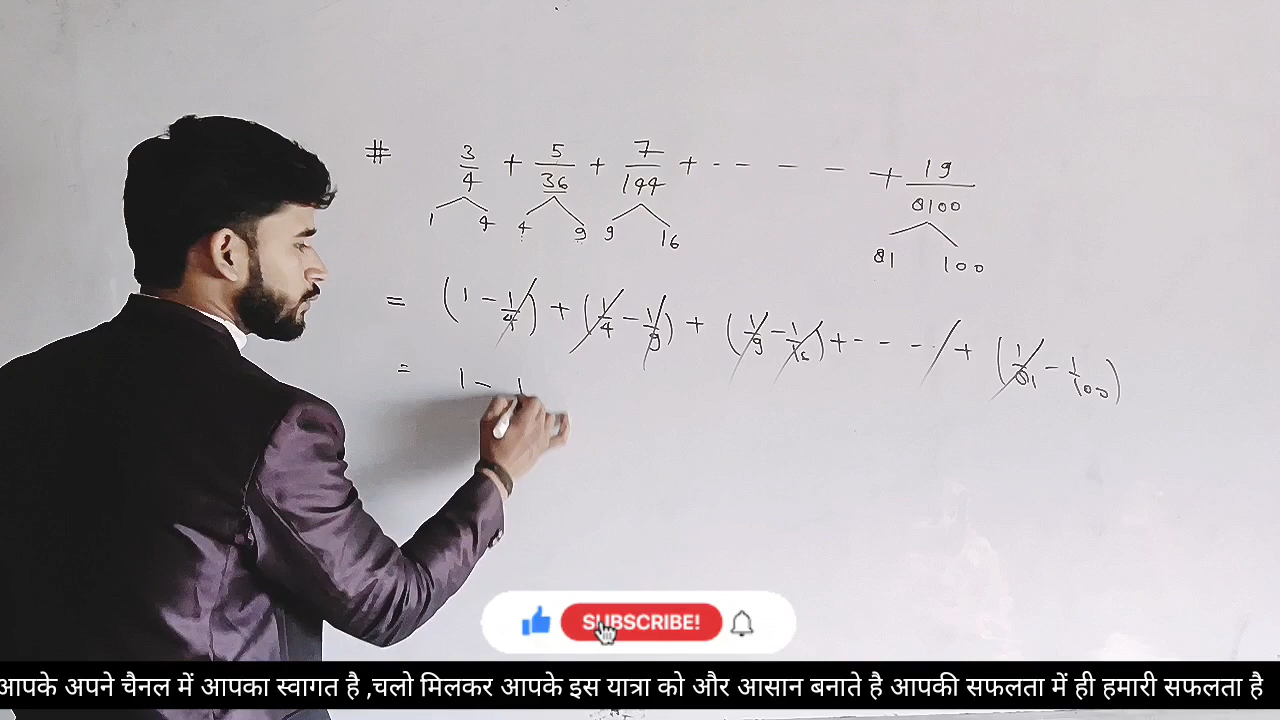 # 3/4 + 5/36 + 7/144 + - - - - - + 19/8100
1 4 4 9 9 16 81 100
= (1 - 1/4) + (1/4 - 1/9) + (1/9 - 1/16) + - - - - + (1/81 - 1/100)
= 1 - 1
SUBSCRIBE!
आपके अपने चैनल में आपका स्वागत है ,चलो मिलकर आपके इस यात्रा को और आसान बनाते है आपकी सफलता में ही हमारी सफलता है